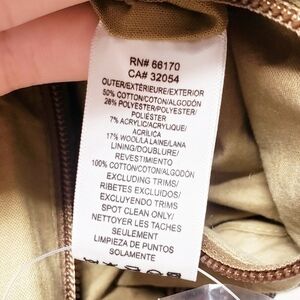 RN# 66170
CA# 32054
OUTER/EXTÉRIEURE/EXTERIOR
50% COTTON/COTON/ALGODÓN
26% POLYESTER/POLYESTER/
POLIÉSTER
7% ACRYLIC/ACRYLIQUE/
ACRÍLICA
17% WOOL/LA LAINE/LANA
LINING/DOUBLURE/
REVESTIMIENTO
100% COTTON/COTON/ALGODÓN
EXCLUDING TRIMS/
RIBETES EXCLUIDOS/
EXCLUYENDO TRIMS
SPOT CLEAN ONLY/
NETTOYER LES TACHES
SEULEMENT
LIMPIEZA DE PUNTOS
SOLAMENTE